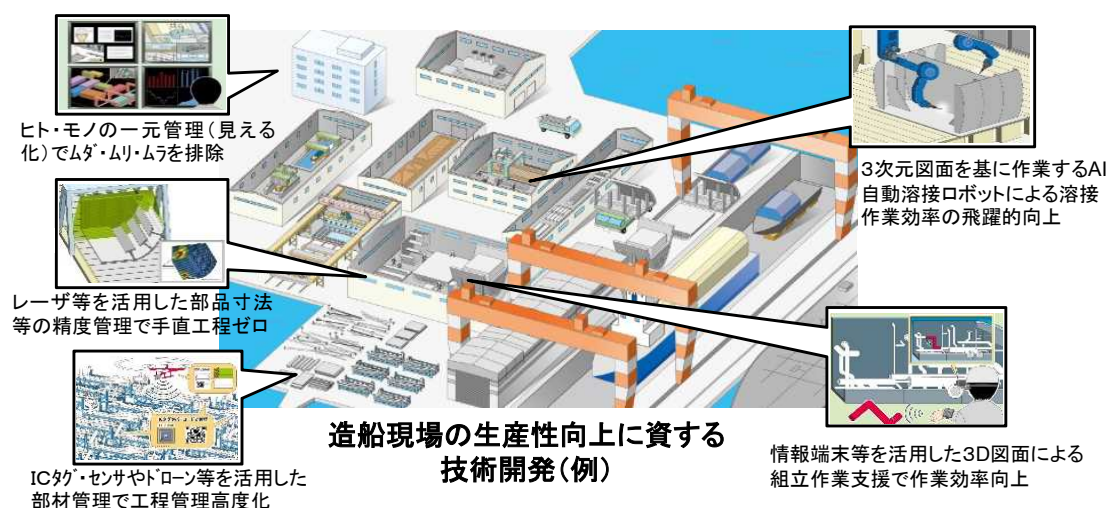 ヒト・モノの一元管理(見える
化)でﾑﾀﾞ・ﾑﾘ・ﾑﾗを排除
レーザ等を活用した部品寸法
等の精度管理で手直工程ゼロ
ICﾀｸﾞ・ｾﾝｻやﾄﾞﾛｰﾝ等を活用した
部材管理で工程管理高度化
造船現場の生産性向上に資する
技術開発(例)
3次元図面を基に作業するAI
自動溶接ロボットによる溶接
作業効率の飛躍的向上
情報端末等を活用した3D図面による
組立作業支援で作業効率向上